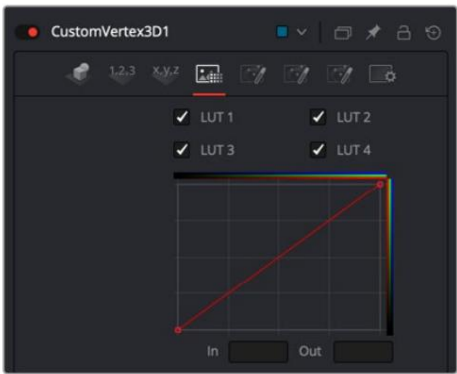 CustomVertex3D1
1,2,3 x,y,z
LUT 1 LUT 2
LUT 3 LUT 4
In Out